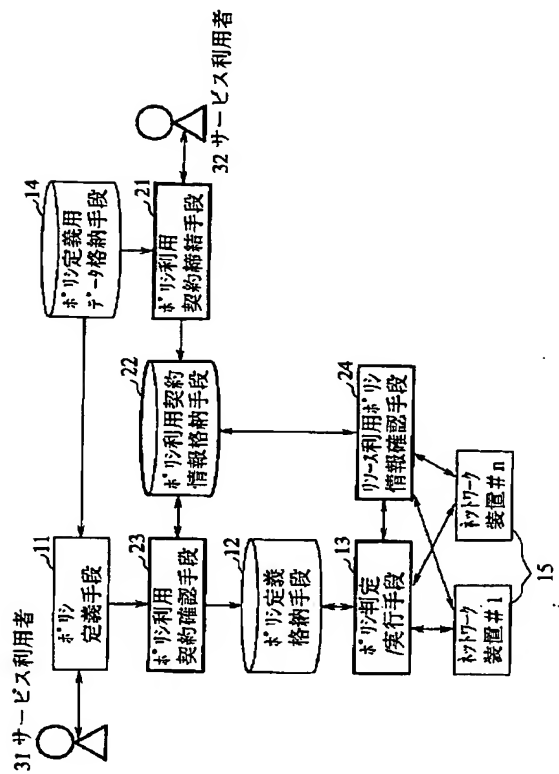 31 サービス利用者
11
ポリシ
定義手段
14
ポリシ定義用
データ格納手段
23
ポリシ利用
契約確認手段
22
ポリシ利用契約
情報格納手段
21
ポリシ利用
契約締結手段
32 サービス利用者
12
ポリシ定義
格納手段
13
ポリシ判定
/実行手段
24
リソース利用ポリシ
情報確認手段
ネットワーク
装置#1
ネットワーク
装置#n
15